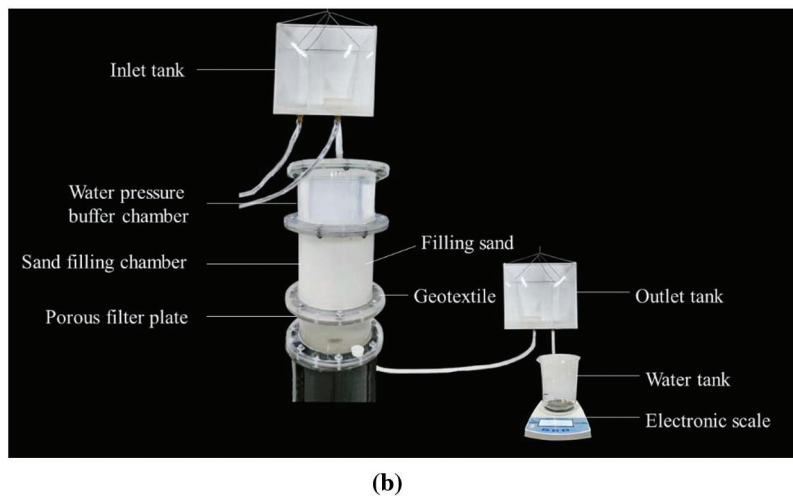 Inlet tank
Water pressure
buffer chamber
Filling sand
Sand filling chamber
Geotextile
Outlet tank
Porous filter plate
Water tank
Electronic scale
(b)